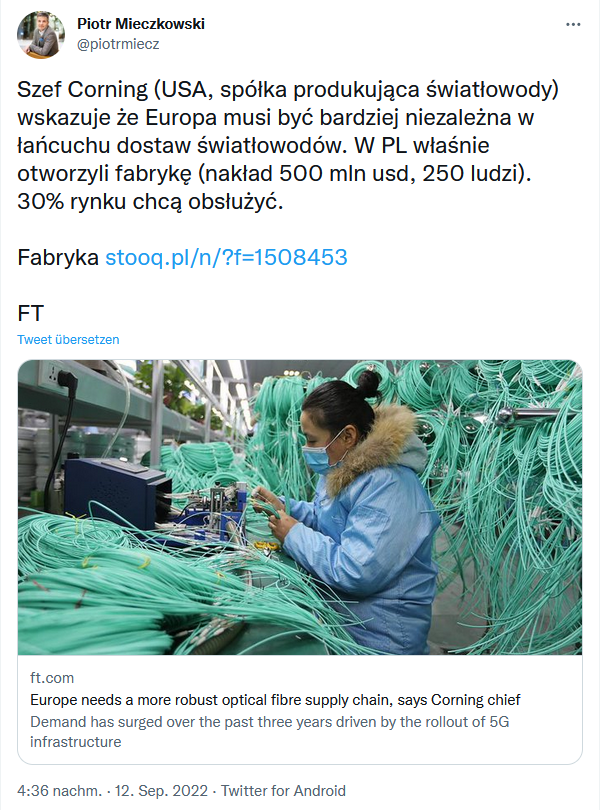 Piotr Mieczkowski
@piotrmiecz
Szef Corning (USA, spółka produkująca światłowody)
wskazuje że Europa musi być bardziej niezależna w
łańcuchu dostaw światłowodów. W PL właśnie
otworzyli fabrykę (nakład 500 mln usd, 250 ludzi).
30% rynku chcą obsłużyć.
Fabryka stooq.pl/n/?f=1508453
FT
Tweet übersetzen
ft.com
Europe needs a more robust optical fibre supply chain, says Corning chief
Demand has surged over the past three years driven by the rollout of 5G
infrastructure
4:36 nachm. · 12. Sep. 2022 · Twitter for Android